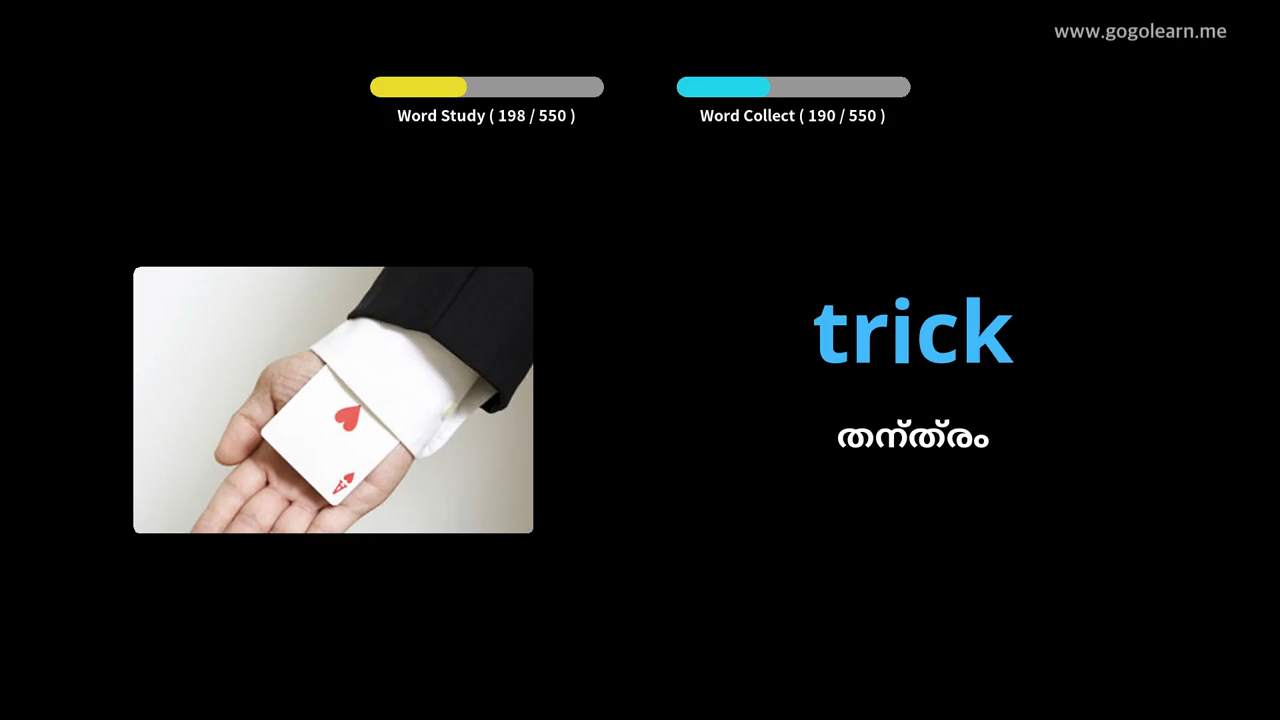 www.gogolearn.me
Word Study ( 198 / 550 )
Word Collect ( 190 / 550 )
trick
തന്ത്രം
A